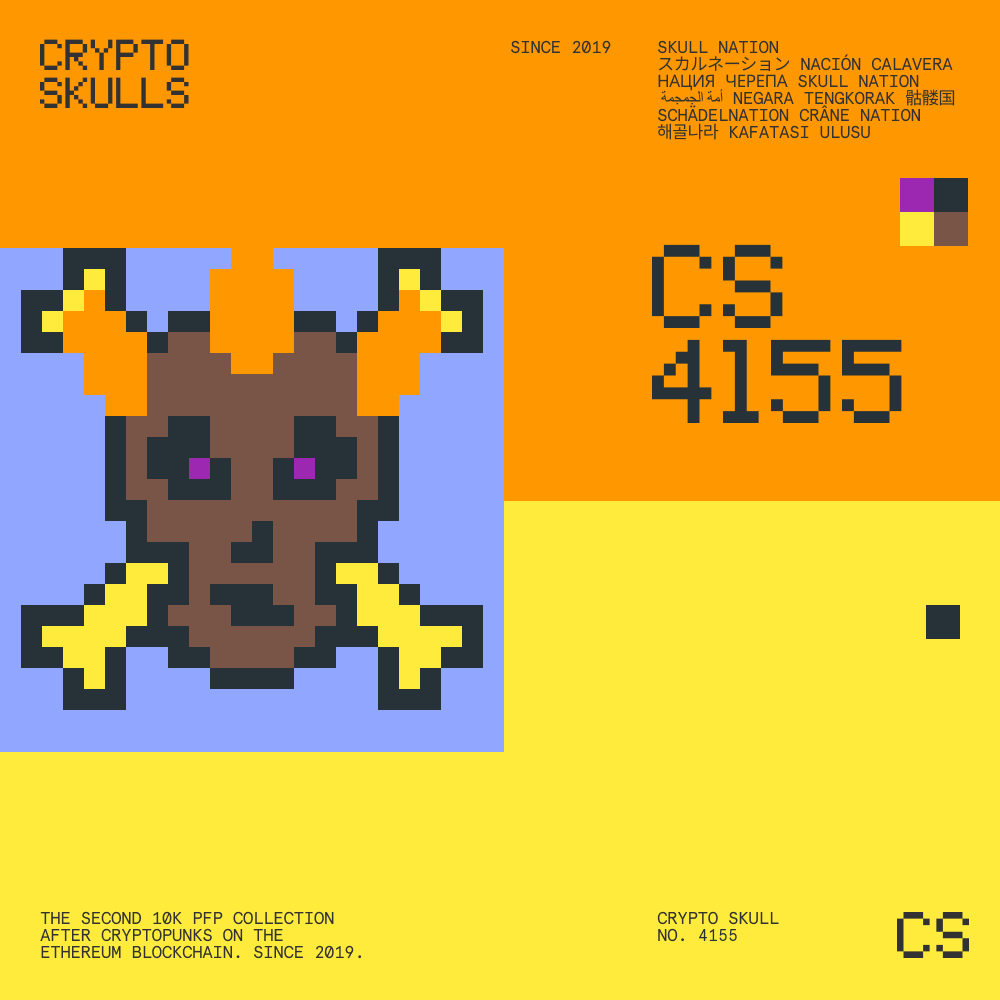 CRYPTO
SKULLS
SINCE 2019
SKULL NATION
スカルネーション NACIÓN CALAVERA
НАЦИЯ ЧЕРЕПА SKULL NATION
أمة الجمجمة NEGARA TENGKORAK 骷髅国
SCHÄDELNATION CRÂNE NATION
해골나라 KAFATASI ULUSU
CS
4155
THE SECOND 10K PFP COLLECTION
AFTER CRYPTOPUNKS ON THE
ETHEREUM BLOCKCHAIN. SINCE 2019.
CRYPTO SKULL
NO. 4155
CS